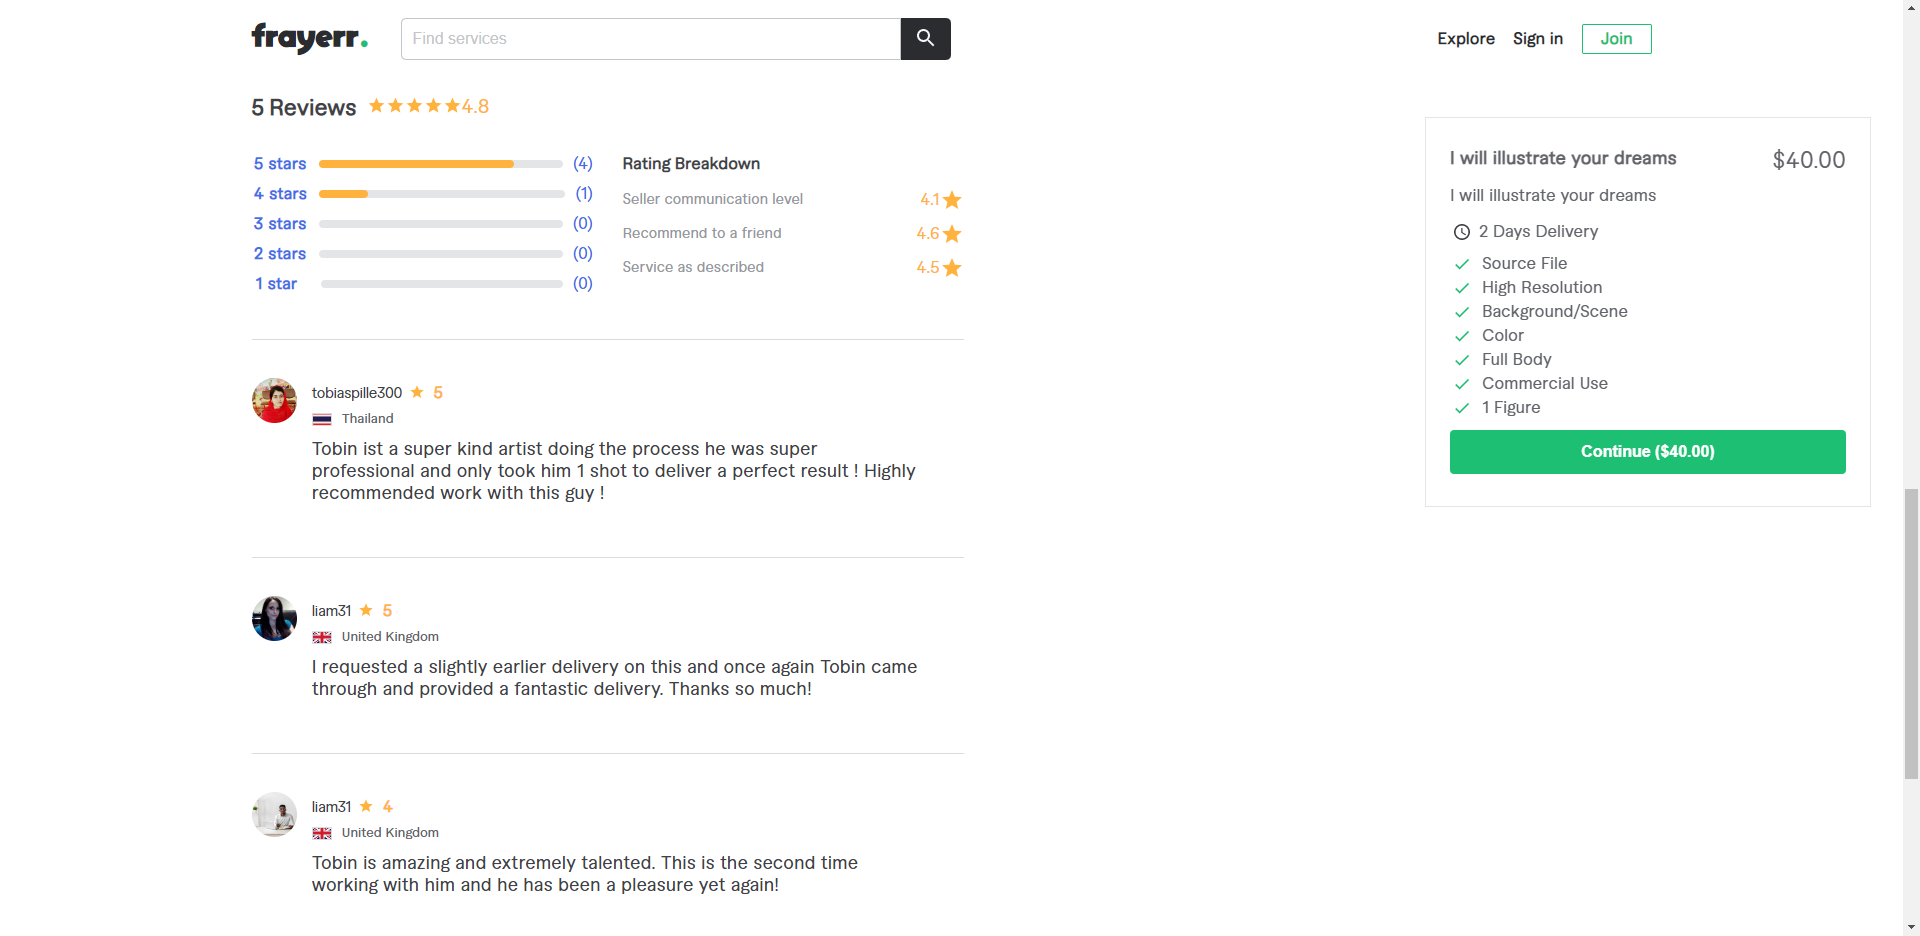 frayerr.
Find services
Explore
Sign in
Join
5 Reviews 4.8
5 stars (4)
4 stars (1)
3 stars (0)
2 stars (0)
1 star (0)
Rating Breakdown
Seller communication level 4.1
Recommend to a friend 4.6
Service as described 4.5
tobiaspille300 5
Thailand
Tobin ist a super kind artist doing the process he was super
professional and only took him 1 shot to deliver a perfect result ! Highly
recommended work with this guy !
liam31 5
United Kingdom
I requested a slightly earlier delivery on this and once again Tobin came
through and provided a fantastic delivery. Thanks so much!
liam31 4
United Kingdom
Tobin is amazing and extremely talented. This is the second time
working with him and he has been a pleasure yet again!
I will illustrate your dreams $40.00
I will illustrate your dreams
2 Days Delivery
Source File
High Resolution
Background/Scene
Color
Full Body
Commercial Use
1 Figure
Continue ($40.00)